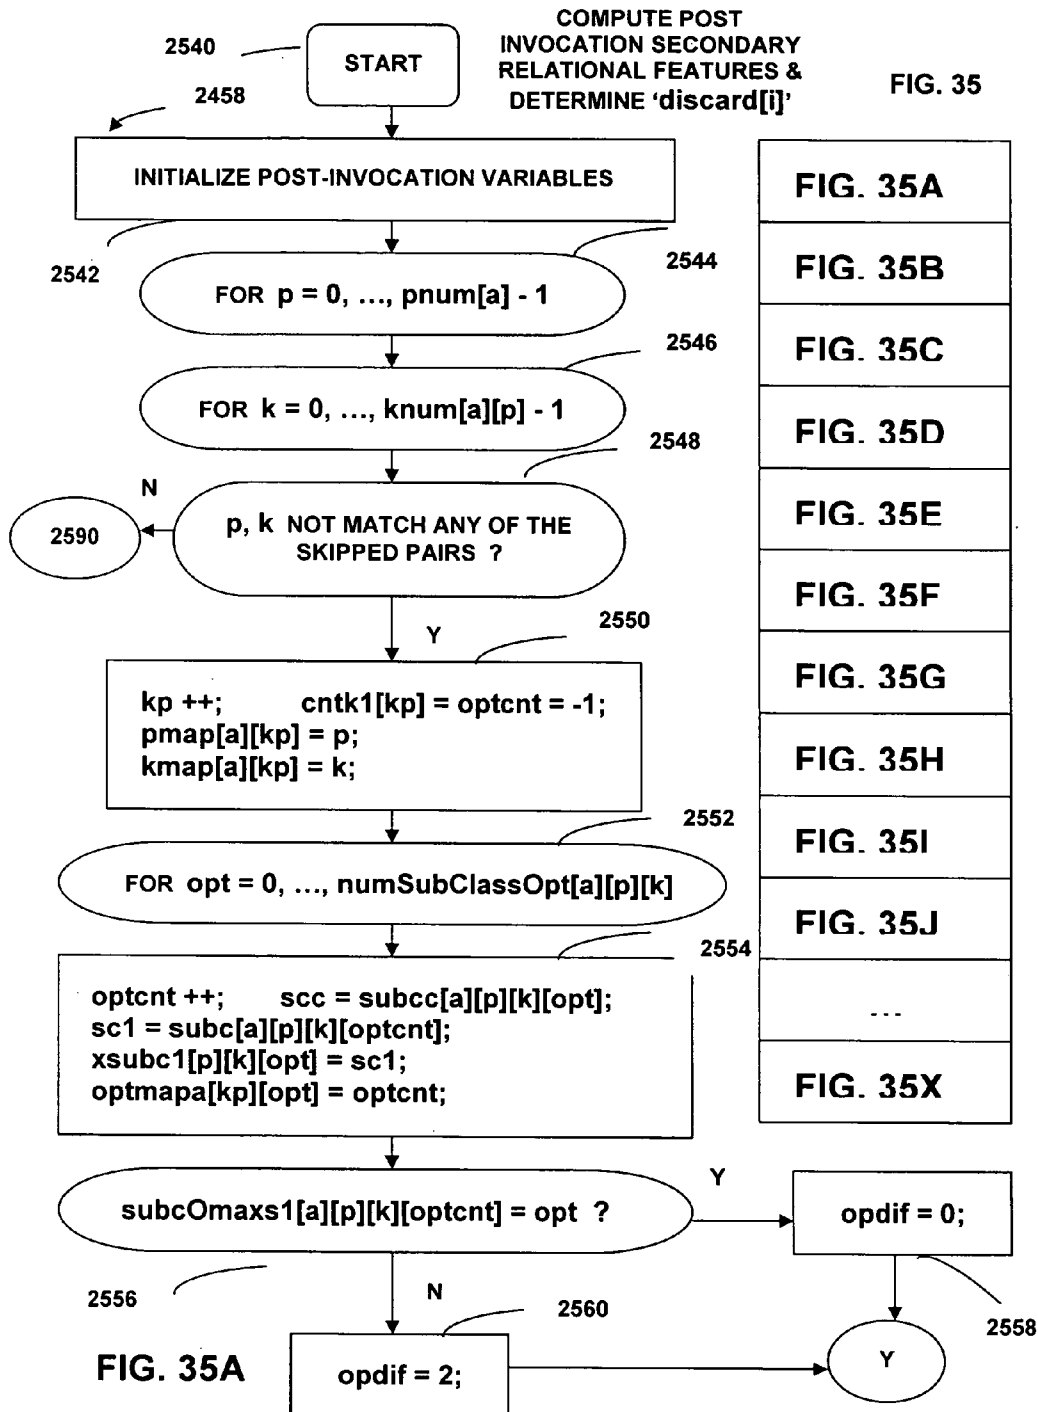 COMPUTE POST
INVOCATION SECONDARY
RELATIONAL FEATURES &
DETERMINE 'discard[i]'
FIG. 35
2540
START
2458
INITIALIZE POST-INVOCATION VARIABLES
2542
2544
FOR p = 0, ..., pnum[a] - 1
2546
FOR k = 0, ..., knum[a][p] - 1
2548
N
2590
p, k NOT MATCH ANY OF THE
SKIPPED PAIRS ?
Y
2550
kp ++; cntk1[kp] = optcnt = -1;
pmap[a][kp] = p;
kmap[a][kp] = k;
2552
FOR opt = 0, ..., numSubClassOpt[a][p][k]
2554
optcnt ++; scc = subcc[a][p][k][opt];
sc1 = subc[a][p][k][optcnt];
xsubc1[p][k][opt] = sc1;
optmapa[kp][opt] = optcnt;
subcOmaxs1[a][p][k][optcnt] = opt ?
Y
opdif = 0;
2556
N
2560
2558
opdif = 2;
Y
FIG. 35A
FIG. 35A
FIG. 35B
FIG. 35C
FIG. 35D
FIG. 35E
FIG. 35F
FIG. 35G
FIG. 35H
FIG. 35I
FIG. 35J
...
FIG. 35X